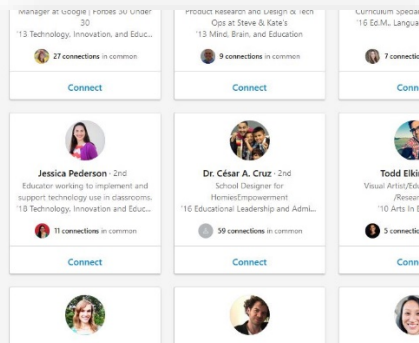 Manager at Google | Forbes 30 Under
30
'13 Technology, Innovation, and Educ...
27 connections in common
Connect
Product Research and Design & Tech
Ops at Steve & Kate's
'13 Mind, Brain, and Education
9 connections in common
Connect
Curriculum
'16 Ed.M., Langua
7 connectio
Conn
Jessica Pederson · 2nd
Educator working to implement and
support technology use in classrooms.
'18 Technology, Innovation and Educ...
11 connections in common
Connect
Dr. César A. Cruz · 2nd
School Designer for
HomiesEmpowerment
'16 Educational Leadership and Admi...
A
59 connections in common
Connect
Todd Elki
Visual Artist/Edu
/Resear
'10 Arts In E
5 connectio
Conn